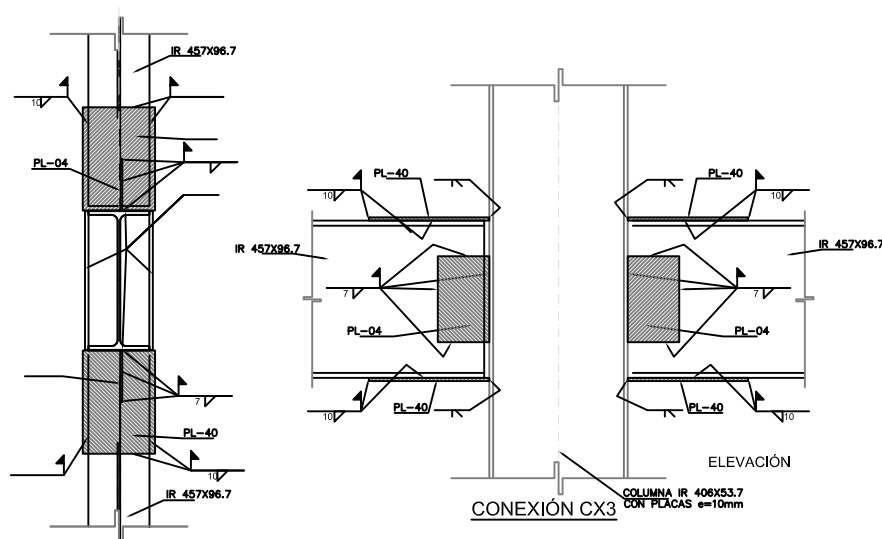 IR 457X96.7
10
PL-04
7
PL-40
10
IR 457X96.7
PL-40
10
IR 457X96.7
7
PL-04
PL-40
10
PL-40
10
IR 457X96.7
7
PL-04
PL-40
10
ELEVACIÓN
COLUMNA IR 406X53.7
CON PLACAS e=10mm
CONEXIÓN CX3